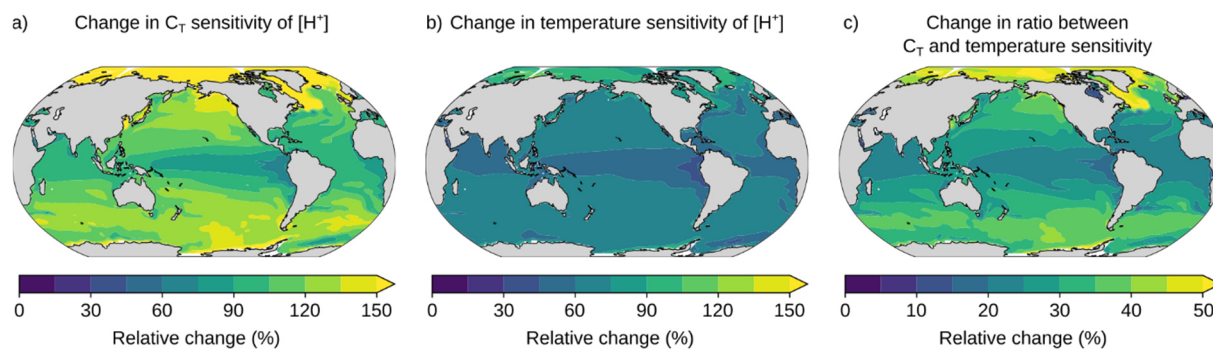 a) Change in C_T sensitivity of [H⁺]
b) Change in temperature sensitivity of [H⁺]
c) Change in ratio between
C_T and temperature sensitivity
0 30 60 90 120 150
0 30 60 90 120 150
0 10 20 30 40 50
Relative change (%)
Relative change (%)
Relative change (%)